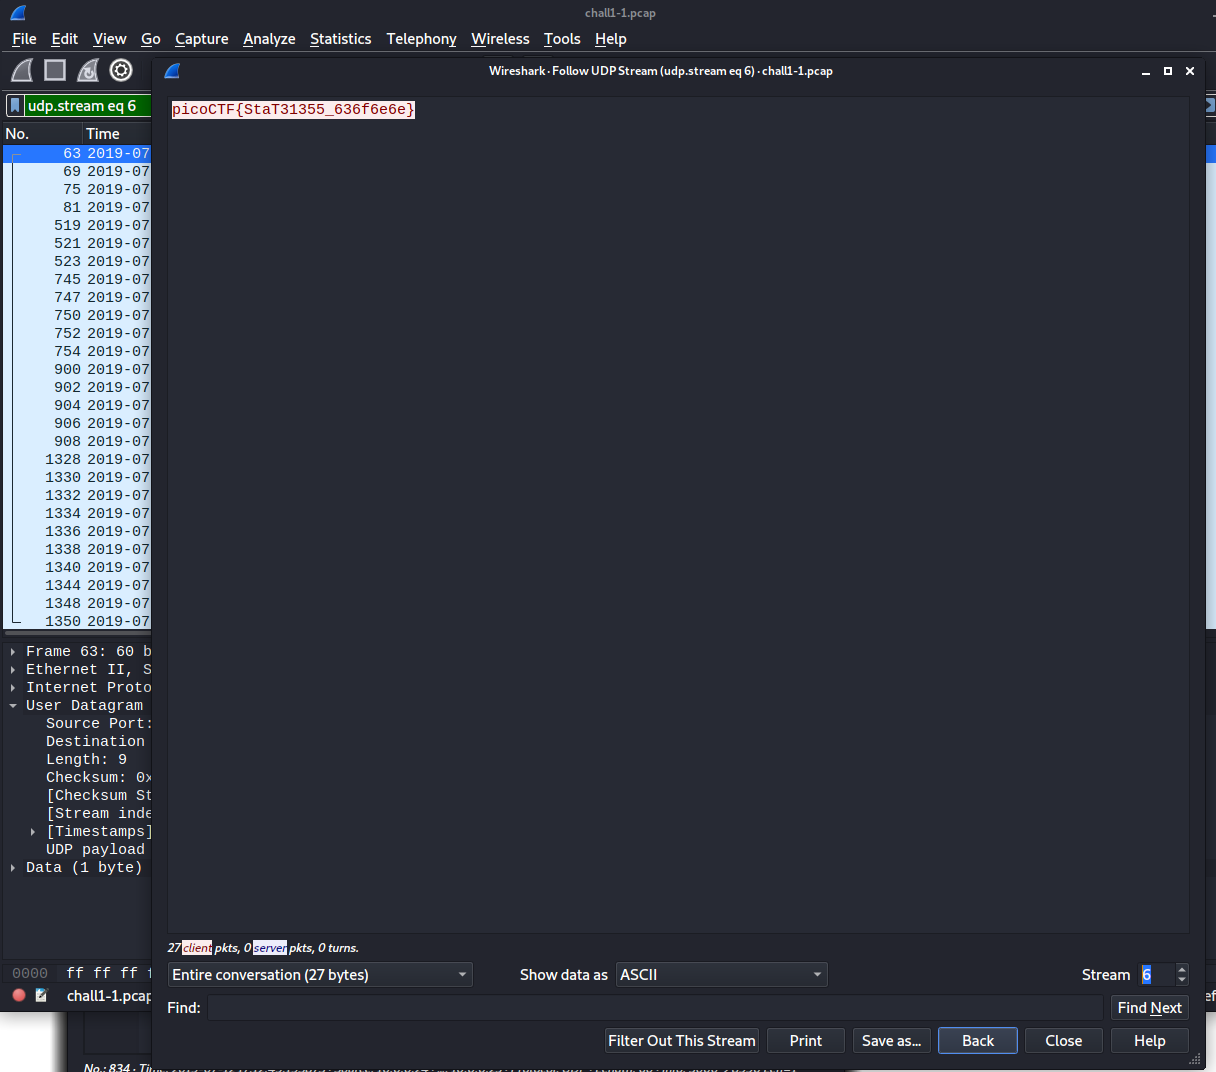 chall1-1.pcap
File Edit View Go Capture Analyze Statistics Telephony Wireless Tools Help
Wireshark · Follow UDP Stream (udp.stream eq 6) · chall1-1.pcap
udp.stream eq 6
picoCTF{StaT31355_636f6e6e}
No. Time
63 2019-07
69 2019-07
75 2019-07
81 2019-07
519 2019-07
521 2019-07
523 2019-07
745 2019-07
747 2019-07
750 2019-07
752 2019-07
754 2019-07
900 2019-07
902 2019-07
904 2019-07
906 2019-07
908 2019-07
1328 2019-07
1330 2019-07
1332 2019-07
1334 2019-07
1336 2019-07
1338 2019-07
1340 2019-07
1344 2019-07
1348 2019-07
1350 2019-07
Frame 63: 60 b
Ethernet II, S
Internet Proto
User Datagram
Source Port:
Destination
Length: 9
Checksum: 0x
[Checksum St
[Stream inde
[Timestamps]
UDP payload
Data (1 byte)
27 client pkts, 0 server pkts, 0 turns.
0000 ff ff ff
Entire conversation (27 bytes) Show data as ASCII Stream 6
chall1-1.pcap
Find: Find Next
Filter Out This Stream Print Save as... Back Close Help
No.: 834